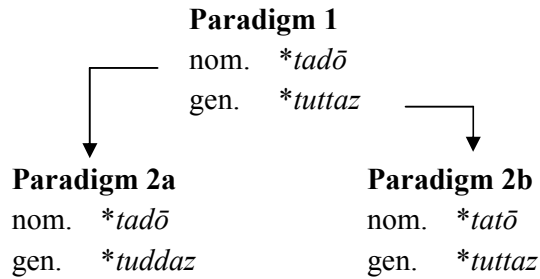 Paradigm 1
nom. *tadō
gen. *tuttaz
Paradigm 2a
nom. *tadō
gen. *tuddaz
Paradigm 2b
nom. *tatō
gen. *tuttaz